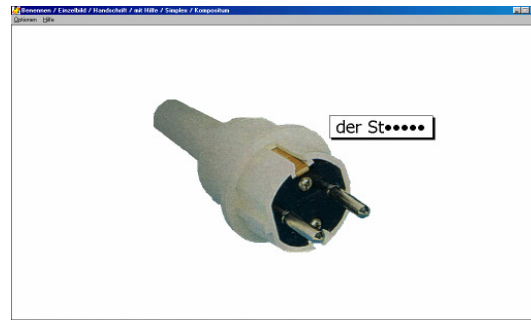 Benennen / Einzelbild / Handschrift / mit Hilfe / Simplex / Kompositum
Optionen Hilfe
der St•••••